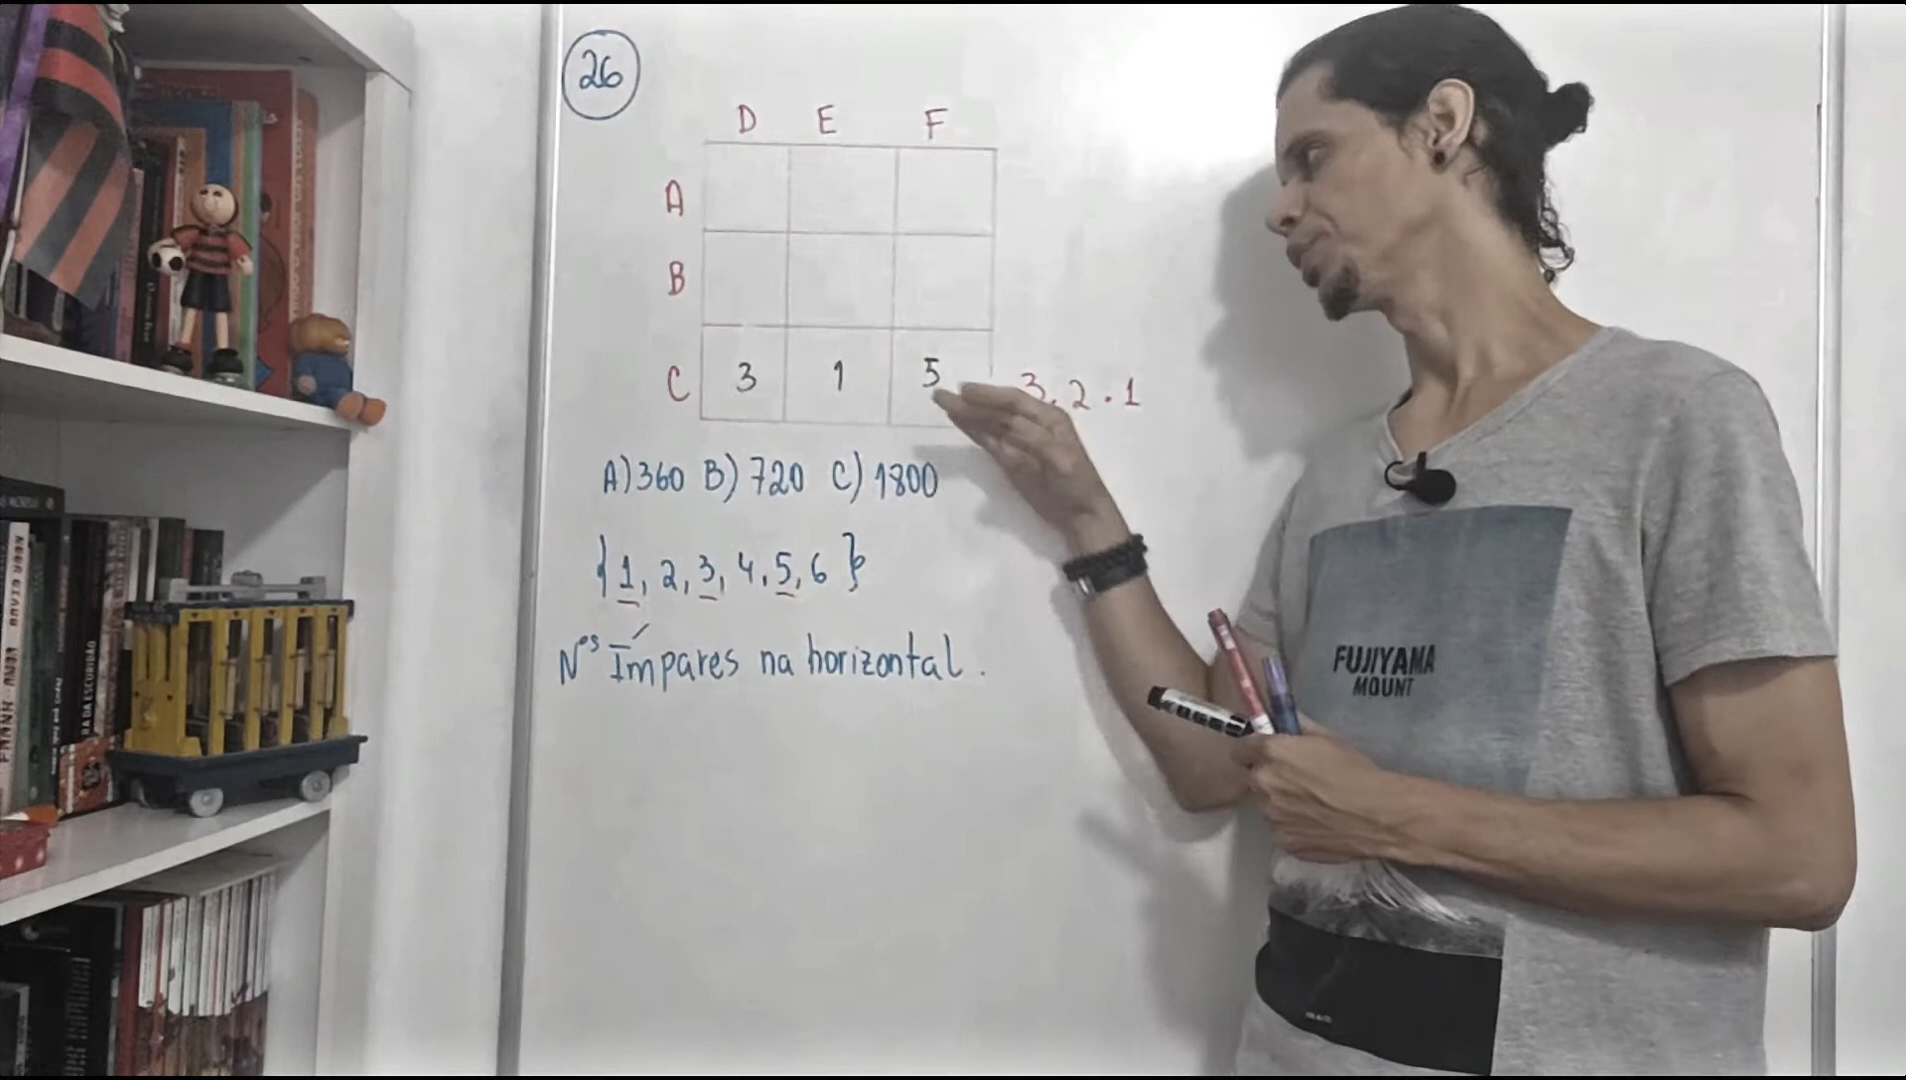 26
D E F
A
B
C 3 1 5 3.2.1
A) 360 B) 720 C) 1800
{1, 2, 3, 4, 5, 6}
Nºs Ímpares na horizontal.
FUJIYAMA
MOUNT